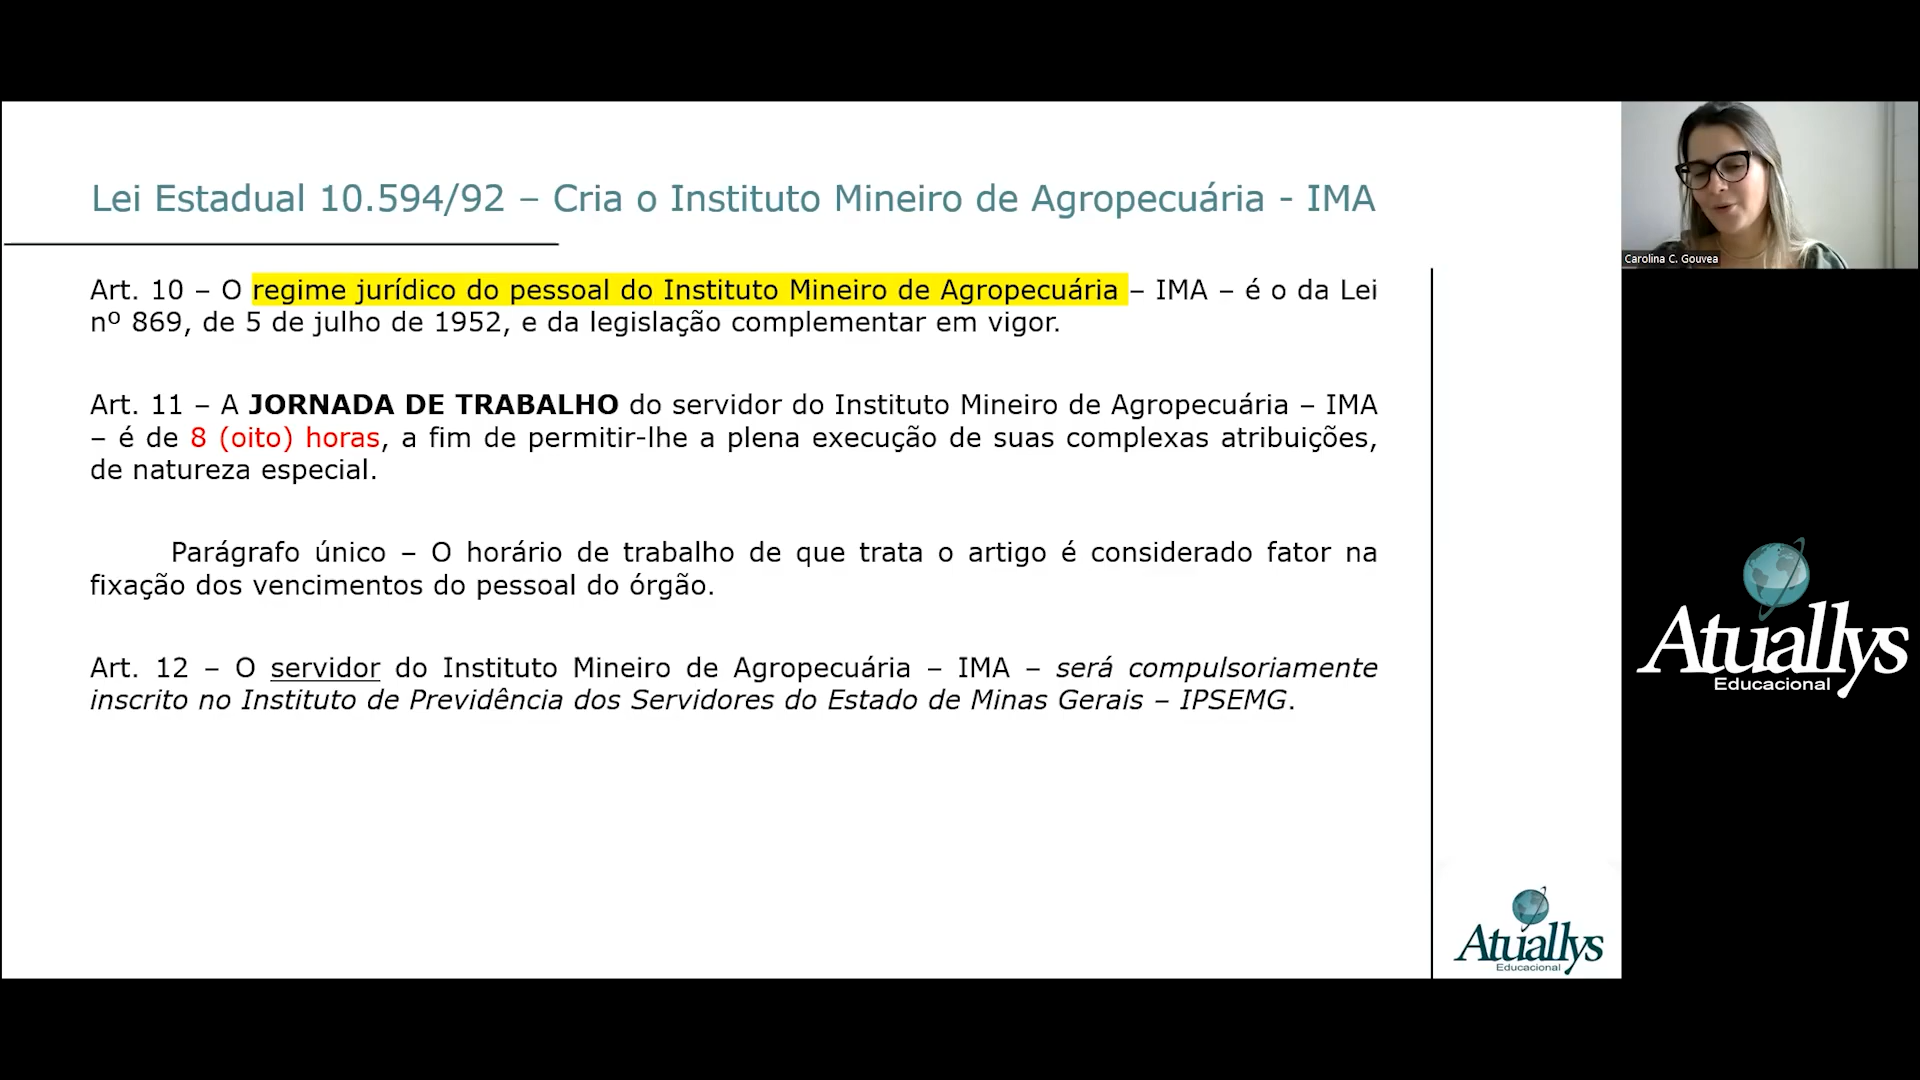 Lei Estadual 10.594/92 – Cria o Instituto Mineiro de Agropecuária - IMA
Art. 10 – O regime jurídico do pessoal do Instituto Mineiro de Agropecuária – IMA – é o da Lei
nº 869, de 5 de julho de 1952, e da legislação complementar em vigor.
Art. 11 – A JORNADA DE TRABALHO do servidor do Instituto Mineiro de Agropecuária – IMA
– é de 8 (oito) horas, a fim de permitir-lhe a plena execução de suas complexas atribuições,
de natureza especial.
Parágrafo único – O horário de trabalho de que trata o artigo é considerado fator na
fixação dos vencimentos do pessoal do órgão.
Art. 12 – O servidor do Instituto Mineiro de Agropecuária – IMA – será compulsoriamente
inscrito no Instituto de Previdência dos Servidores do Estado de Minas Gerais – IPSEMG.
Atuallys
Educacional
Carolina C. Gouvea
Atuallys
Educacional